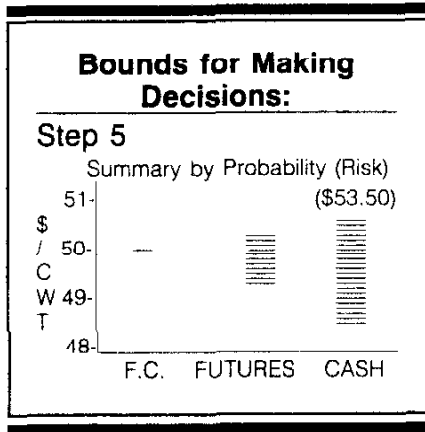 Bounds for Making
Decisions:
Step 5
Summary by Probability (Risk)
51-
($53.50)
$
/
50-
C
W
49-
T
48-
F.C. FUTURES CASH